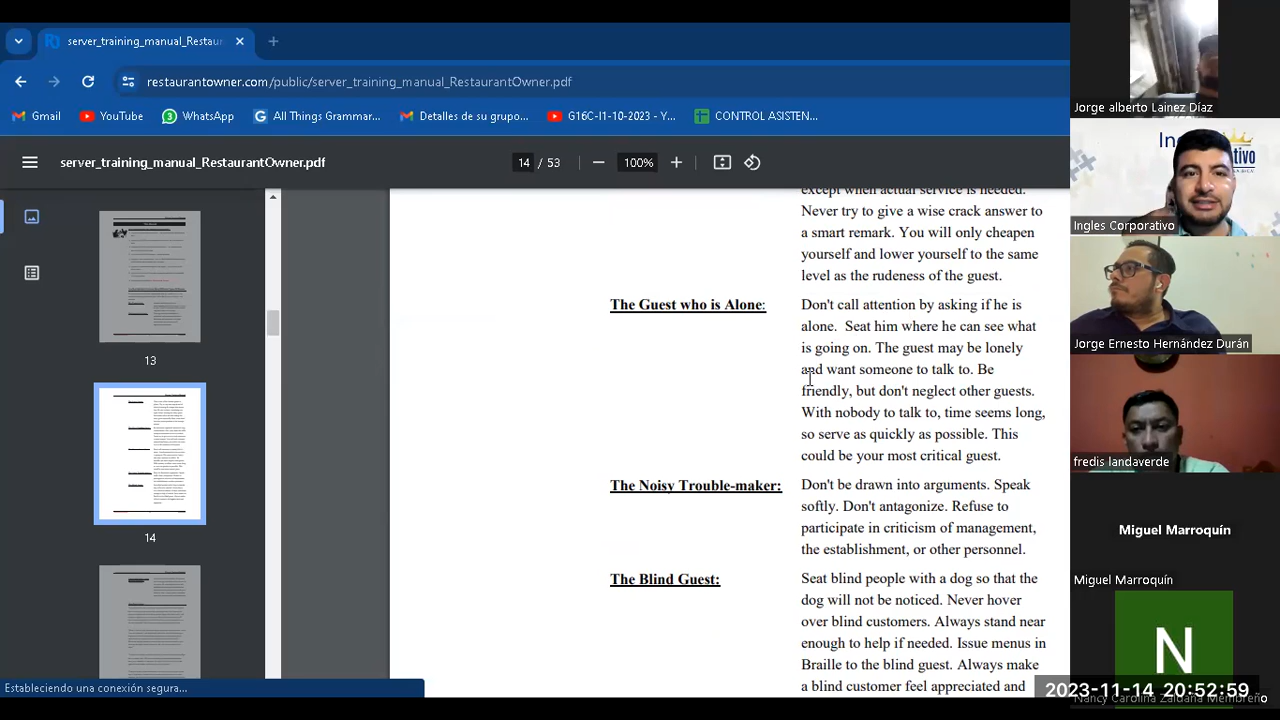 server_training_manual_Restaur
restaurantowner.com/public/server_training_manual_RestaurantOwner.pdf
Gmail
YouTube
WhatsApp
All Things Gramma...
Detalles para grupo...
G16C-I1-10-2023 - Y...
CONTROL ASISTEN...
server_training_manual_RestaurantOwner.pdf
14 / 53
100%
13
14
except when actual service is needed.
Never try to give a wise crack answer to
a smart remark. You will only cheapen
yourself and lower yourself to the same
level as the rudeness of the guest.
The Guest who is Alone:
Don't call attention by asking if he is
alone. Seat him where he can see what
is going on. The guest may be lonely
and want someone to talk to. Be
friendly, but don't neglect other guests.
With nobody to talk to, time seems long,
so serve as quickly as possible. This
could be your most critical guest.
The Noisy Trouble-maker:
Don't be drawn into arguments. Speak
softly. Don't antagonize. Refuse to
participate in criticism of management,
the establishment, or other personnel.
The Blind Guest:
Seat blind people with a dog so that the
dog will not be noticed. Never hover
over blind customers. Always stand near
enough to help if needed. Issue menus in
Braille to the blind guest. Always make
a blind customer feel appreciated and
Estableciendo una conexión segura...
Jorge alberto Lainez Díaz
Ingles Corporativo
Jorge Ernesto Hernández Durán
fredis landaverde
Miguel Marroquín
Miguel Marroquín
N
Nancy Carolina Zaldaña Membreño
2023-11-14 20:52:59